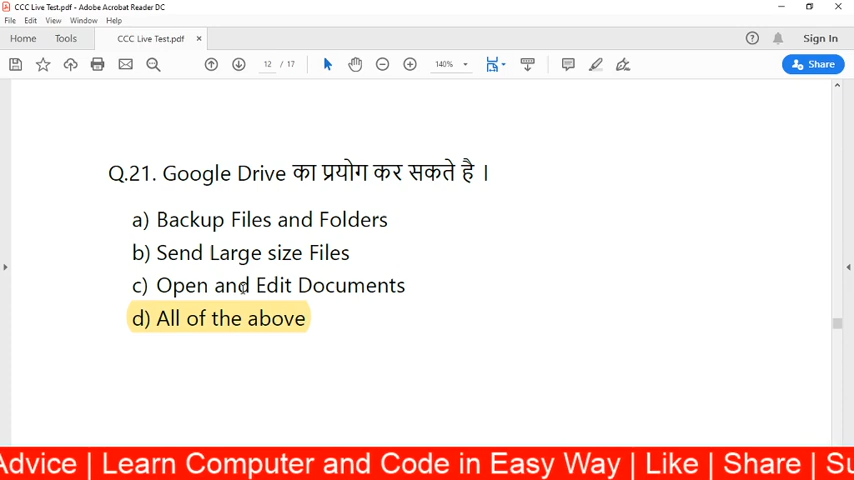 CCC Live Test.pdf - Adobe Acrobat Reader DC
File Edit View Window Help
Home Tools CCC Live Test.pdf × Sign In
12 / 17 140% Share
Q.21. Google Drive का प्रयोग कर सकते है ।
a) Backup Files and Folders
b) Send Large size Files
c) Open and Edit Documents
d) All of the above
Advice | Learn Computer and Code in Easy Way | Like | Share | Su